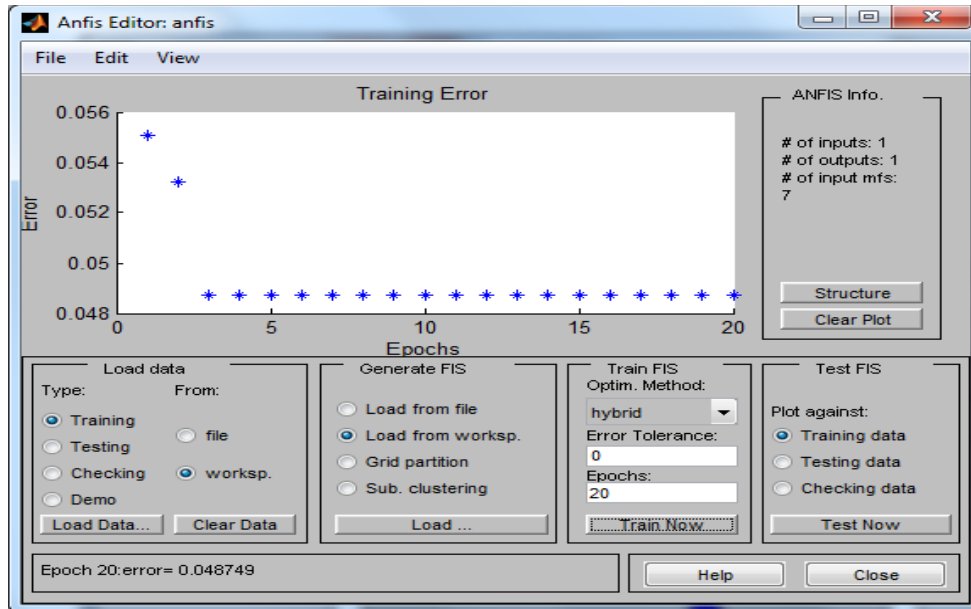 Anfis Editor: anfis
File Edit View
Training Error
0.056
0.054
0.052
0.05
0.048
Error
0 5 10 15 20
Epochs
ANFIS Info.
# of inputs: 1
# of outputs: 1
# of input mfs:
7
Structure
Clear Plot
Load data
Type: From:
Training
Testing
Checking
Demo
file
worksp.
Load Data... Clear Data
Generate FIS
Load from file
Load from worksp.
Grid partition
Sub. clustering
Load ...
Train FIS
Optim. Method:
hybrid
Error Tolerance:
0
Epochs:
20
Train Now
Test FIS
Plot against:
Training data
Testing data
Checking data
Test Now
Epoch 20:error= 0.048749
Help Close